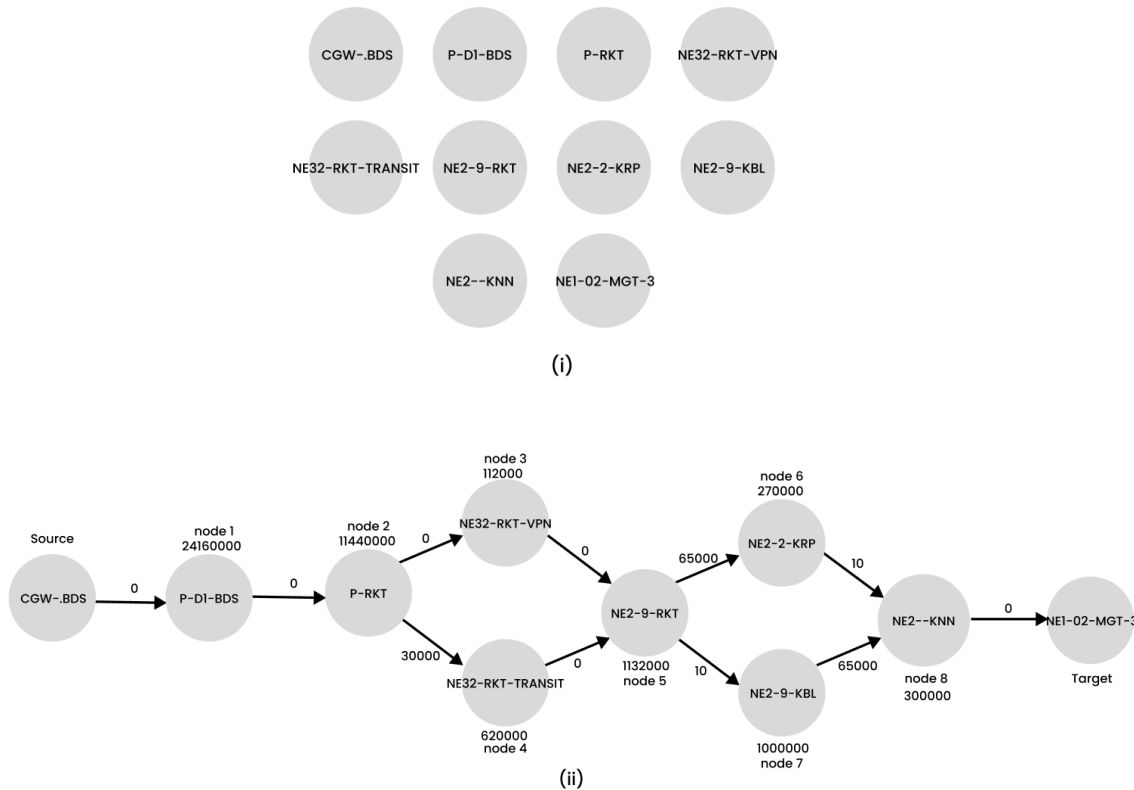 CGW-.BDS
P-D1-BDS
P-RKT
NE32-RKT-VPN
NE32-RKT-TRANSIT
NE2-9-RKT
NE2-2-KRP
NE2-9-KBL
NE2--KNN
NE1-02-MGT-3
(i)
Source
CGW-.BDS
0
node 1
24160000
P-D1-BDS
0
node 2
11440000
P-RKT
0
30000
node 3
112000
NE32-RKT-VPN
0
NE32-RKT-TRANSIT
620000
node 4
0
NE2-9-RKT
1132000
node 5
65000
10
node 6
270000
NE2-2-KRP
10
NE2-9-KBL
1000000
node 7
65000
NE2--KNN
node 8
300000
0
NE1-02-MGT-3
Target
(ii)